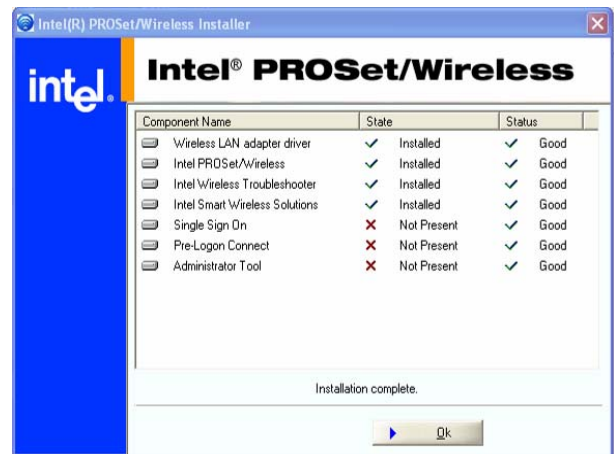 Intel(R) PROSet/Wireless Installer
intel.
Intel® PROSet/Wireless
Component Name State Status
Wireless LAN adapter driver Installed Good
Intel PROSet/Wireless Installed Good
Intel Wireless Troubleshooter Installed Good
Intel Smart Wireless Solutions Installed Good
Single Sign On Not Present Good
Pre-Logon Connect Not Present Good
Administrator Tool Not Present Good
Installation complete.
Ok